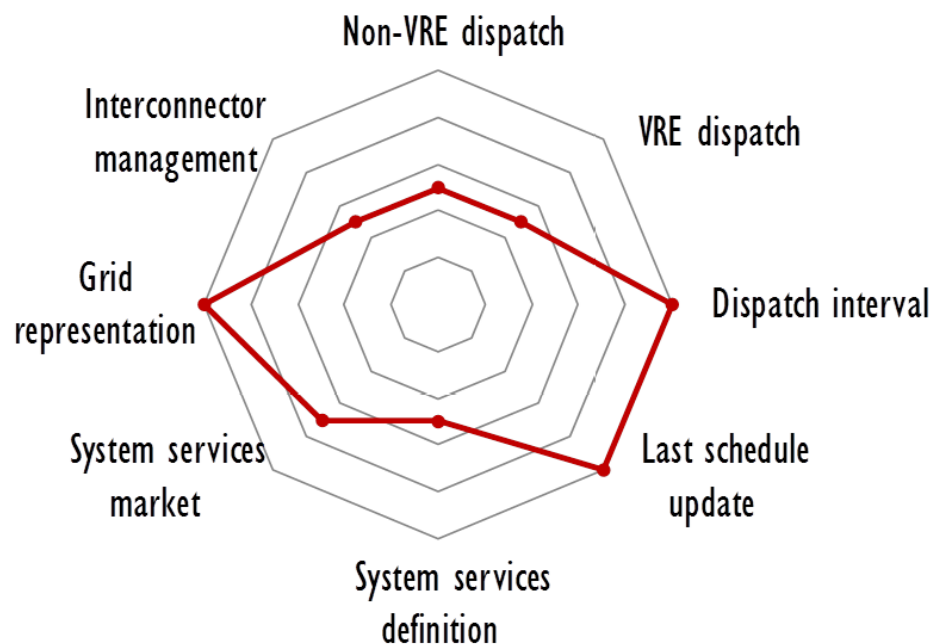 Non-VRE dispatch
Interconnector
management
VRE dispatch
Grid
representation
Dispatch interval
System services
market
Last schedule
update
System services
definition